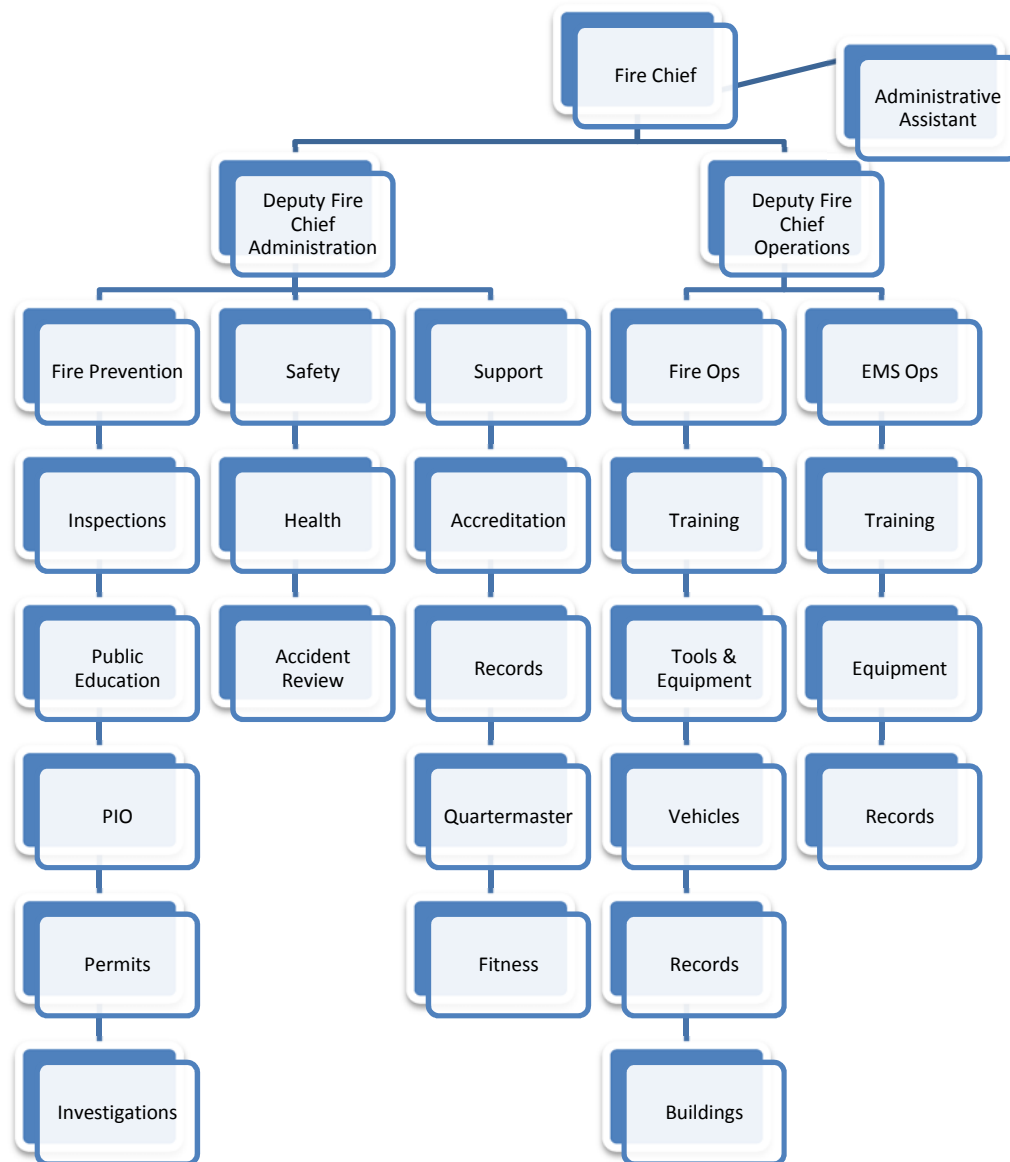 Fire Chief
Administrative
Assistant
Deputy Fire
Chief
Administration
Deputy Fire
Chief
Operations
Fire Prevention
Safety
Support
Fire Ops
EMS Ops
Inspections
Health
Accreditation
Training
Training
Public
Education
Accident
Review
Records
Tools &
Equipment
Equipment
PIO
Quartermaster
Vehicles
Records
Permits
Fitness
Records
Investigations
Buildings